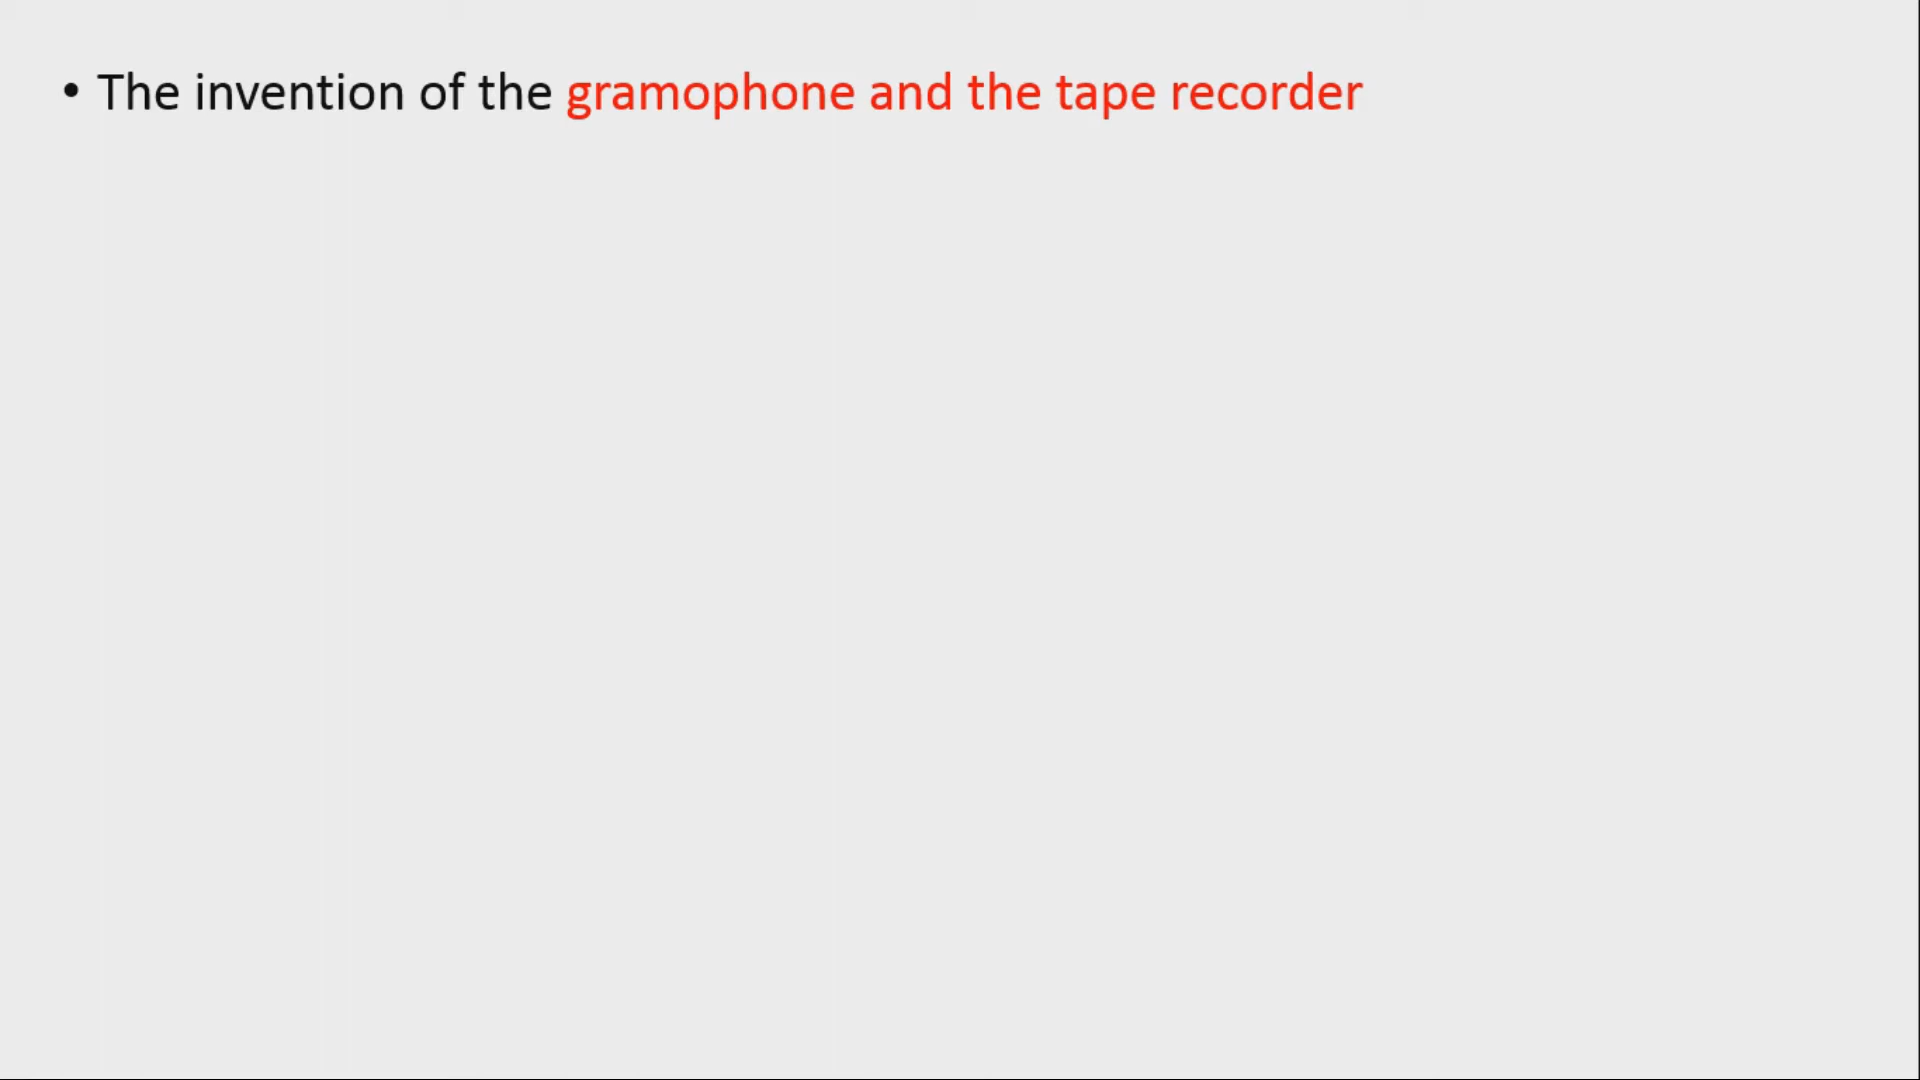 • The invention of the gramophone and the tape recorder